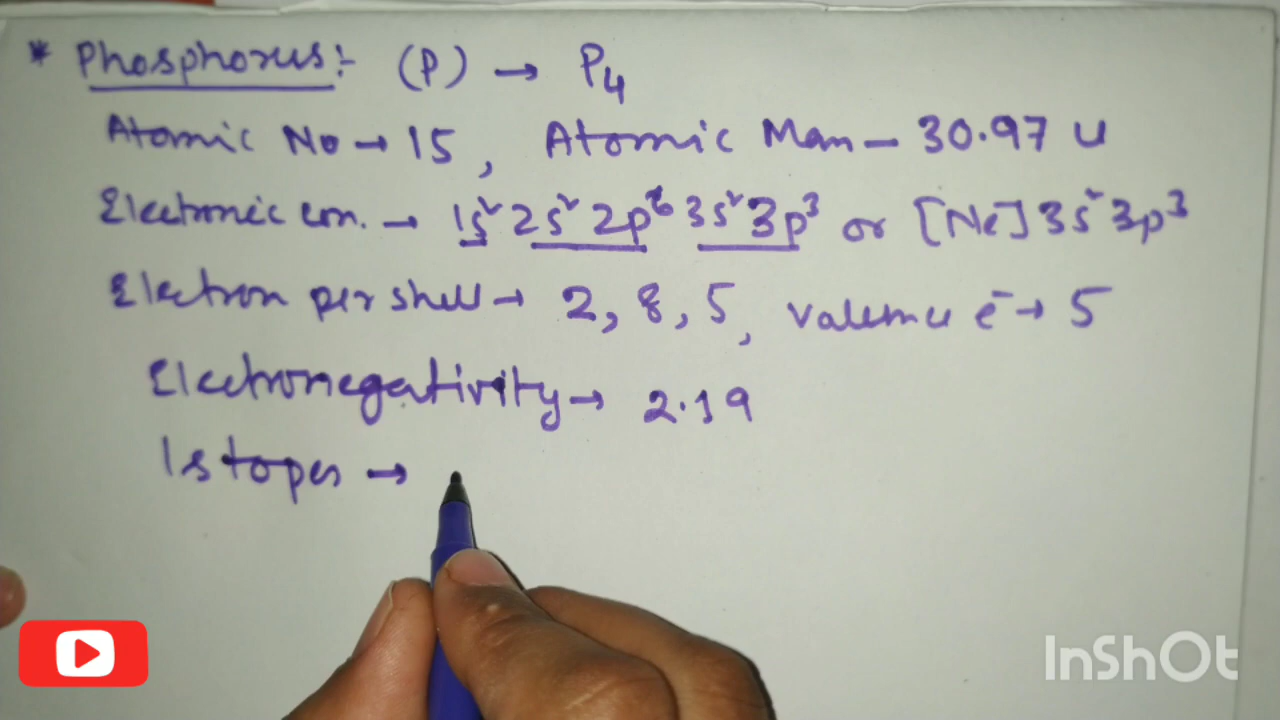 * Phosphorus:- (P) → P₄
Atomic No → 15, Atomic Mass – 30.97 u
Electronic con. → 1s² 2s² 2p⁶ 3s² 3p³ or [Ne] 3s² 3p³
Electron per shell → 2, 8, 5, Valence e⁻ → 5
Electronegativity → 2.19
Istopes →
InShOt